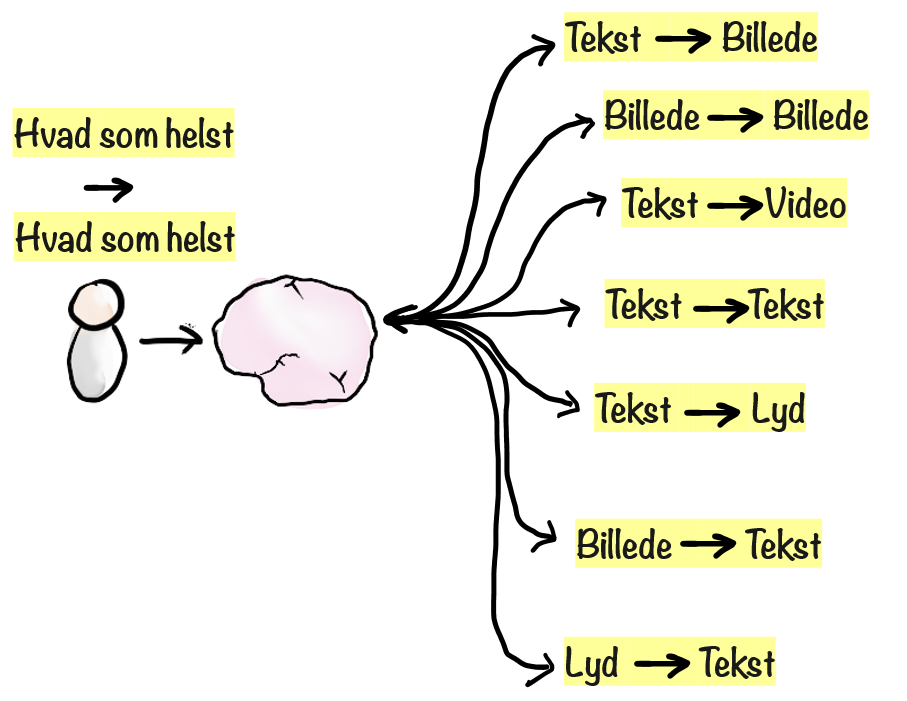 Hvad som helst
→
Hvad som helst
Tekst → Billede
Billede → Billede
Tekst → Video
Tekst → Tekst
Tekst → Lyd
Billede → Tekst
Lyd → Tekst